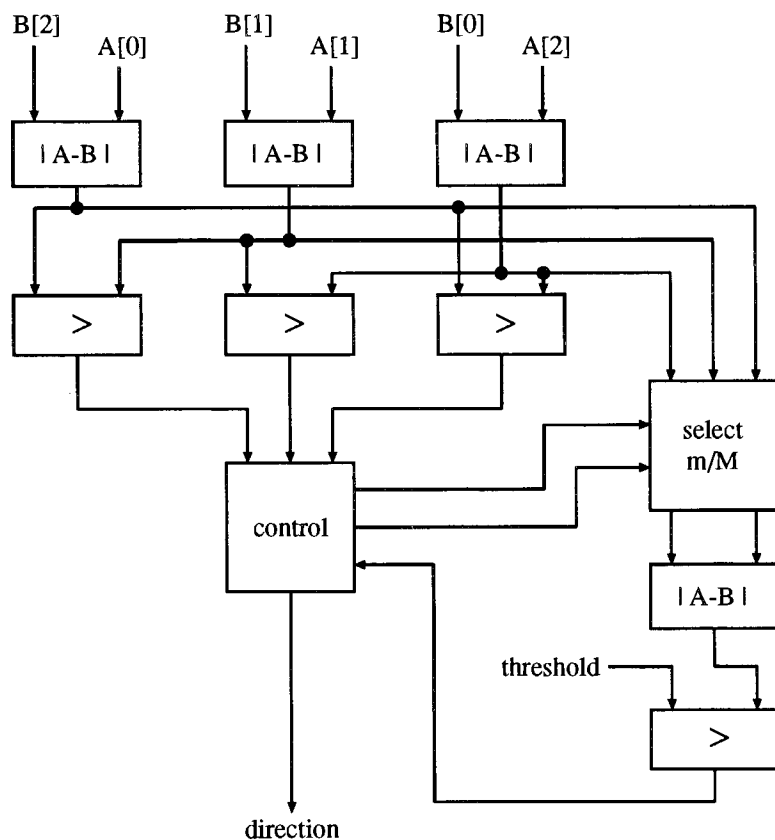 B[2] B[1] B[0]
A[0] A[1] A[2]
| A-B | | A-B | | A-B |
> > >
select
m/M
control
| A-B |
threshold
>
direction